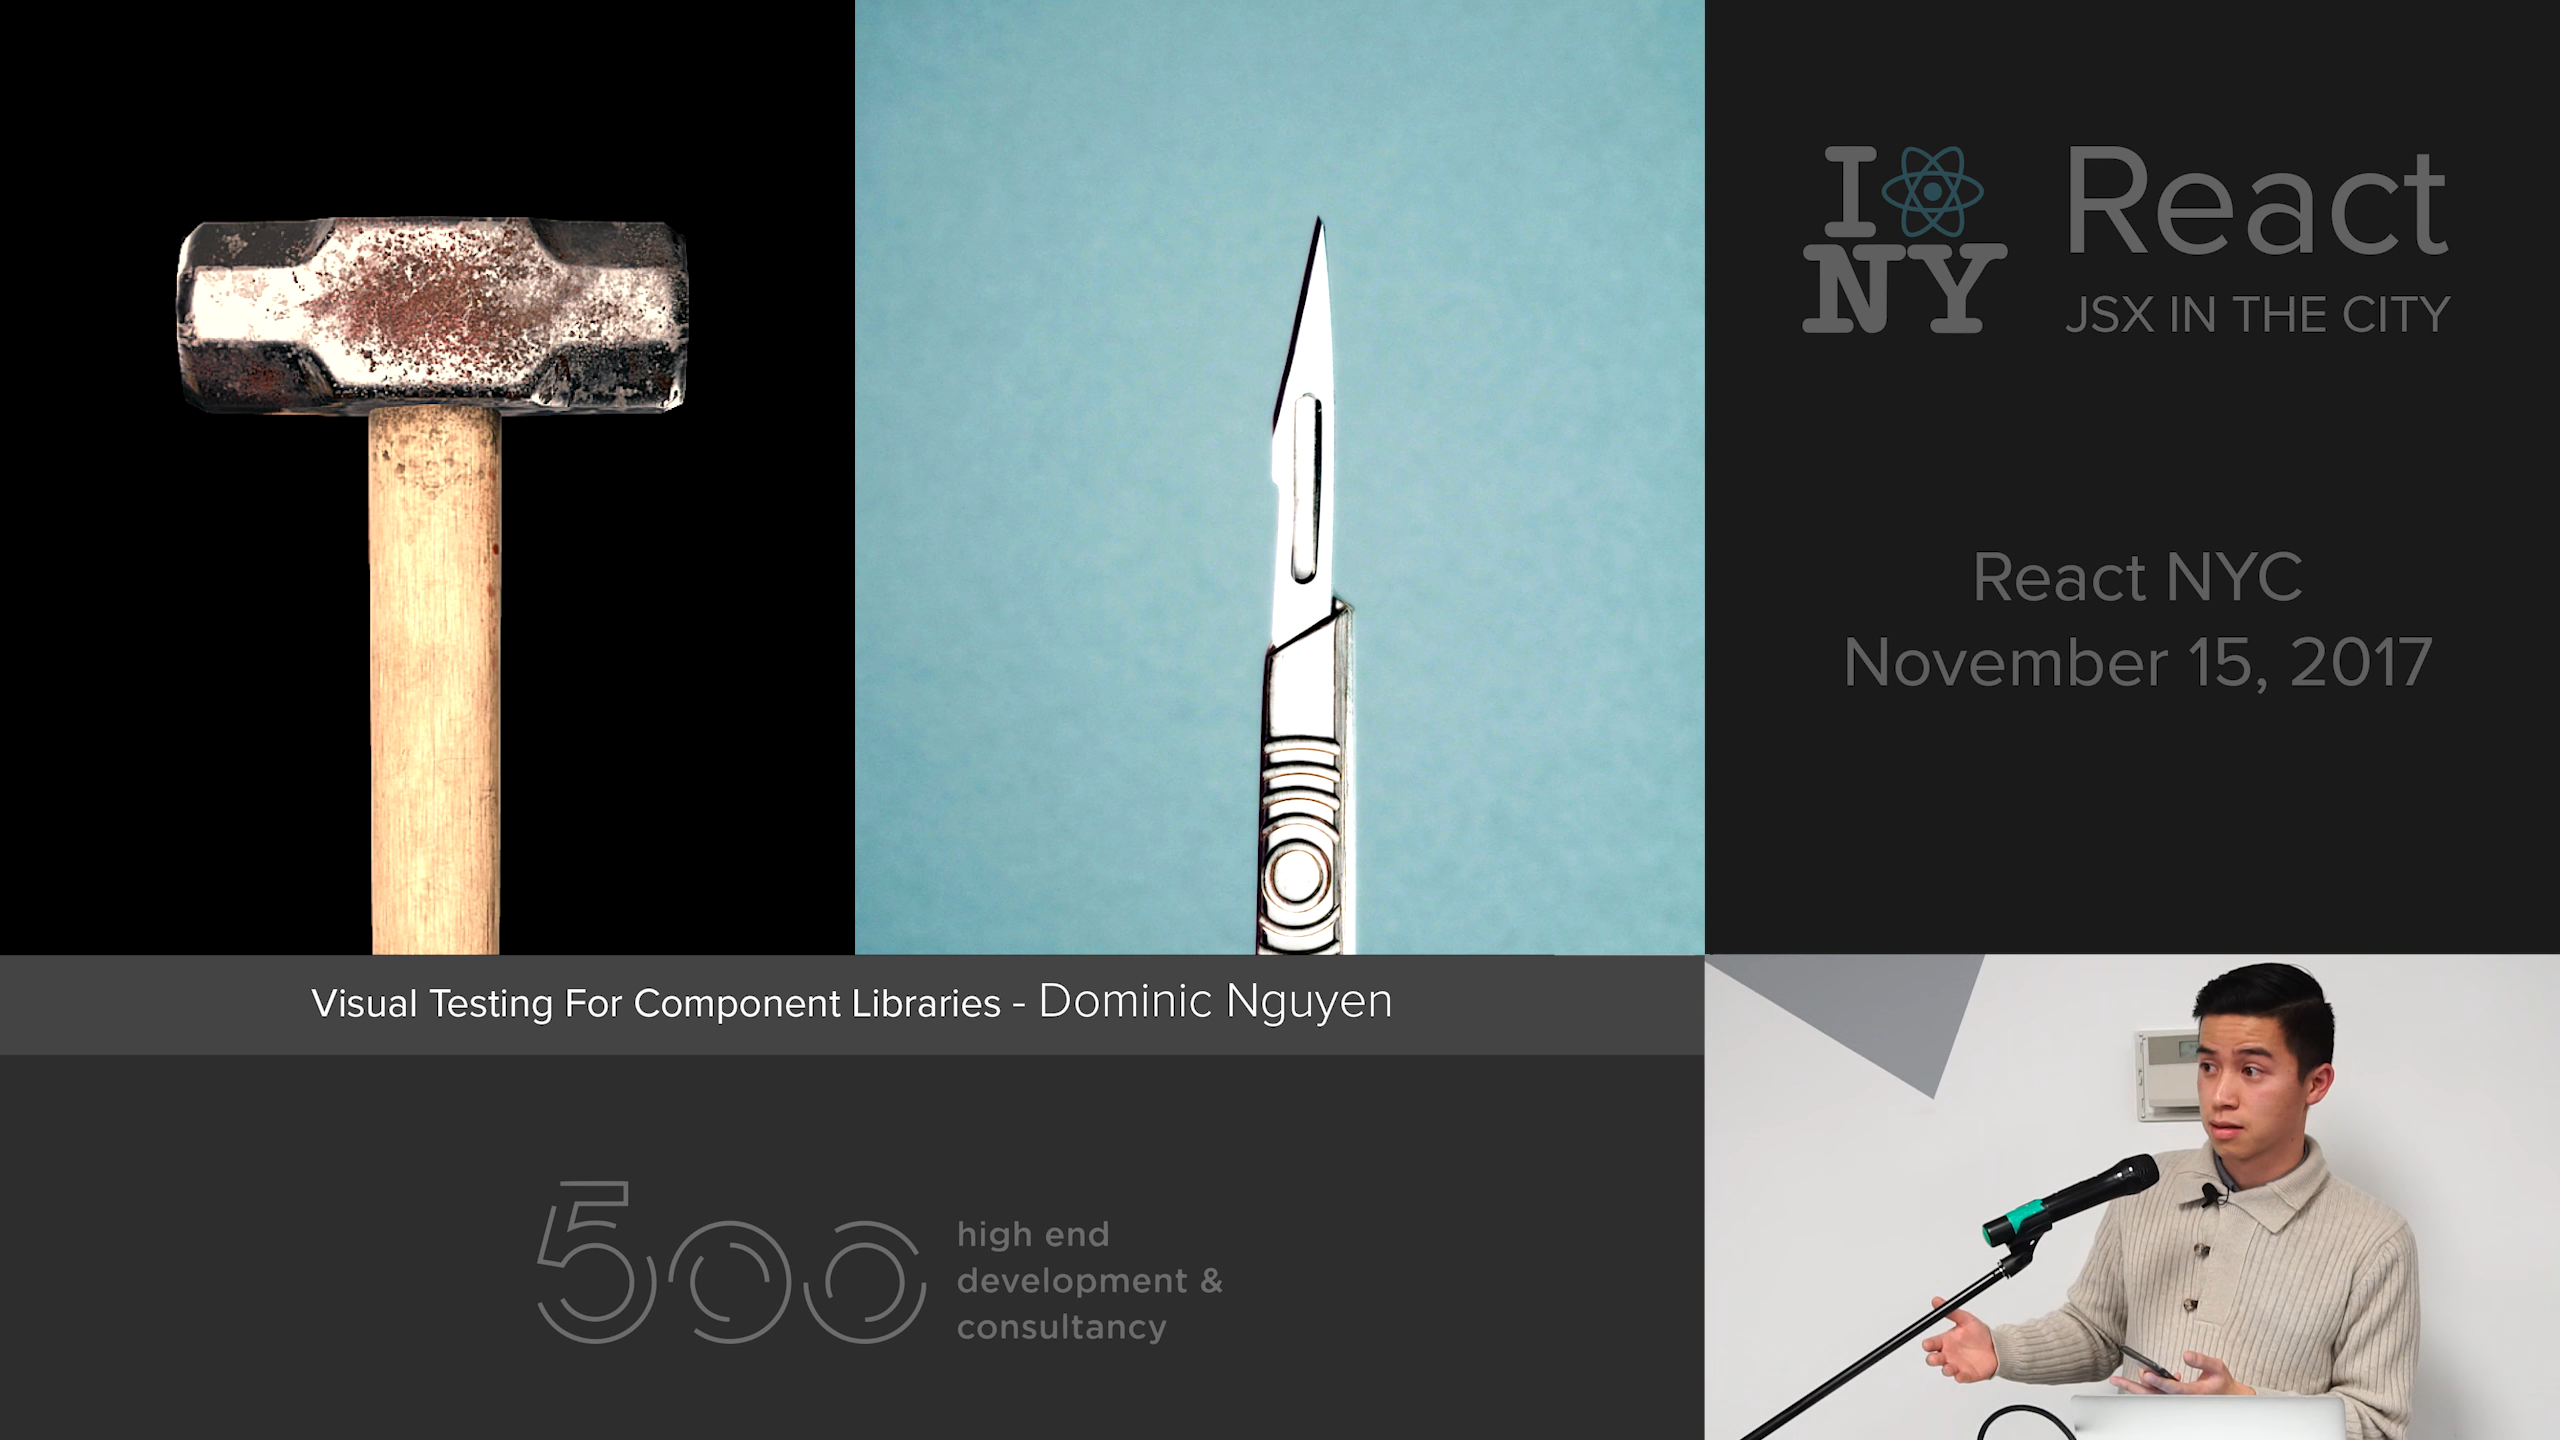 I NY
React
JSX IN THE CITY
React NYC
November 15, 2017
Visual Testing For Component Libraries - Dominic Nguyen
500
high end
development &
consultancy